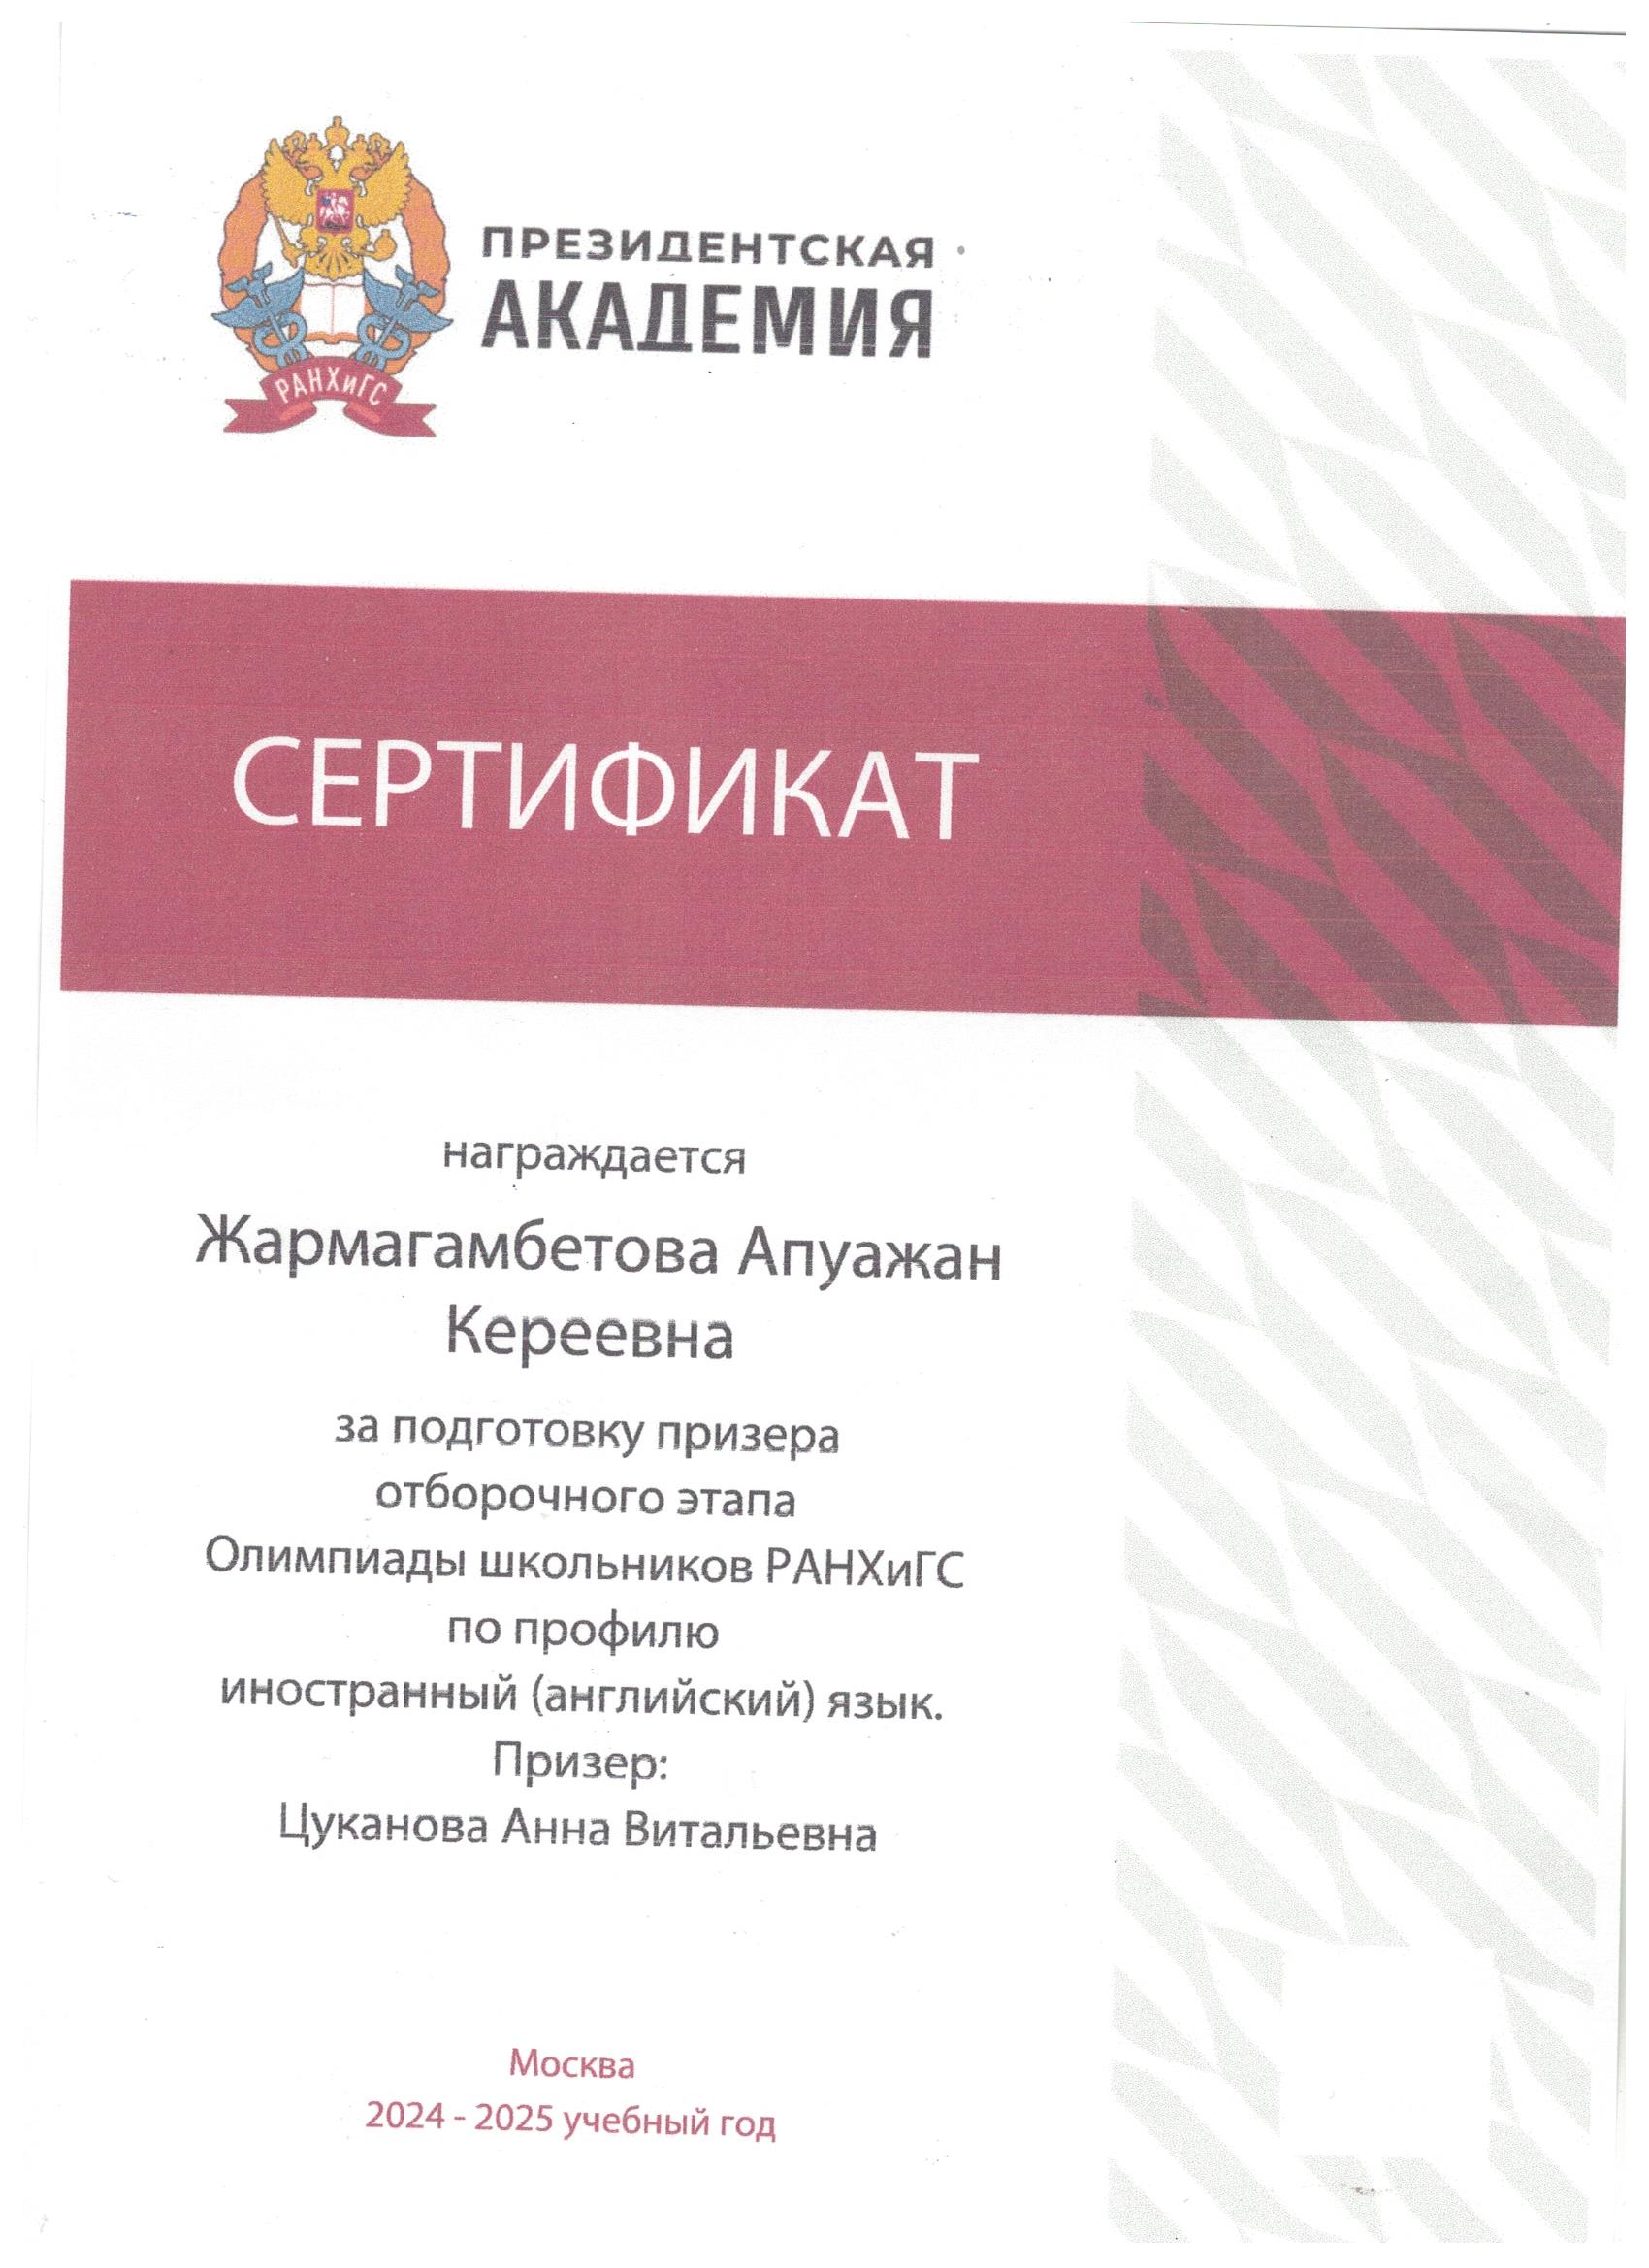 ПРЕЗИДЕНТСКАЯ
АКАДЕМИЯ
РАНХиГС
СЕРТИФИКАТ
награждается
Жармагамбетова Апуажан
Кереевна
за подготовку призера
отборочного этапа
Олимпиады школьников РАНХиГС
по профилю
иностранный (английский) язык.
Призер:
Цуканова Анна Витальевна
Москва
2024 - 2025 учебный год